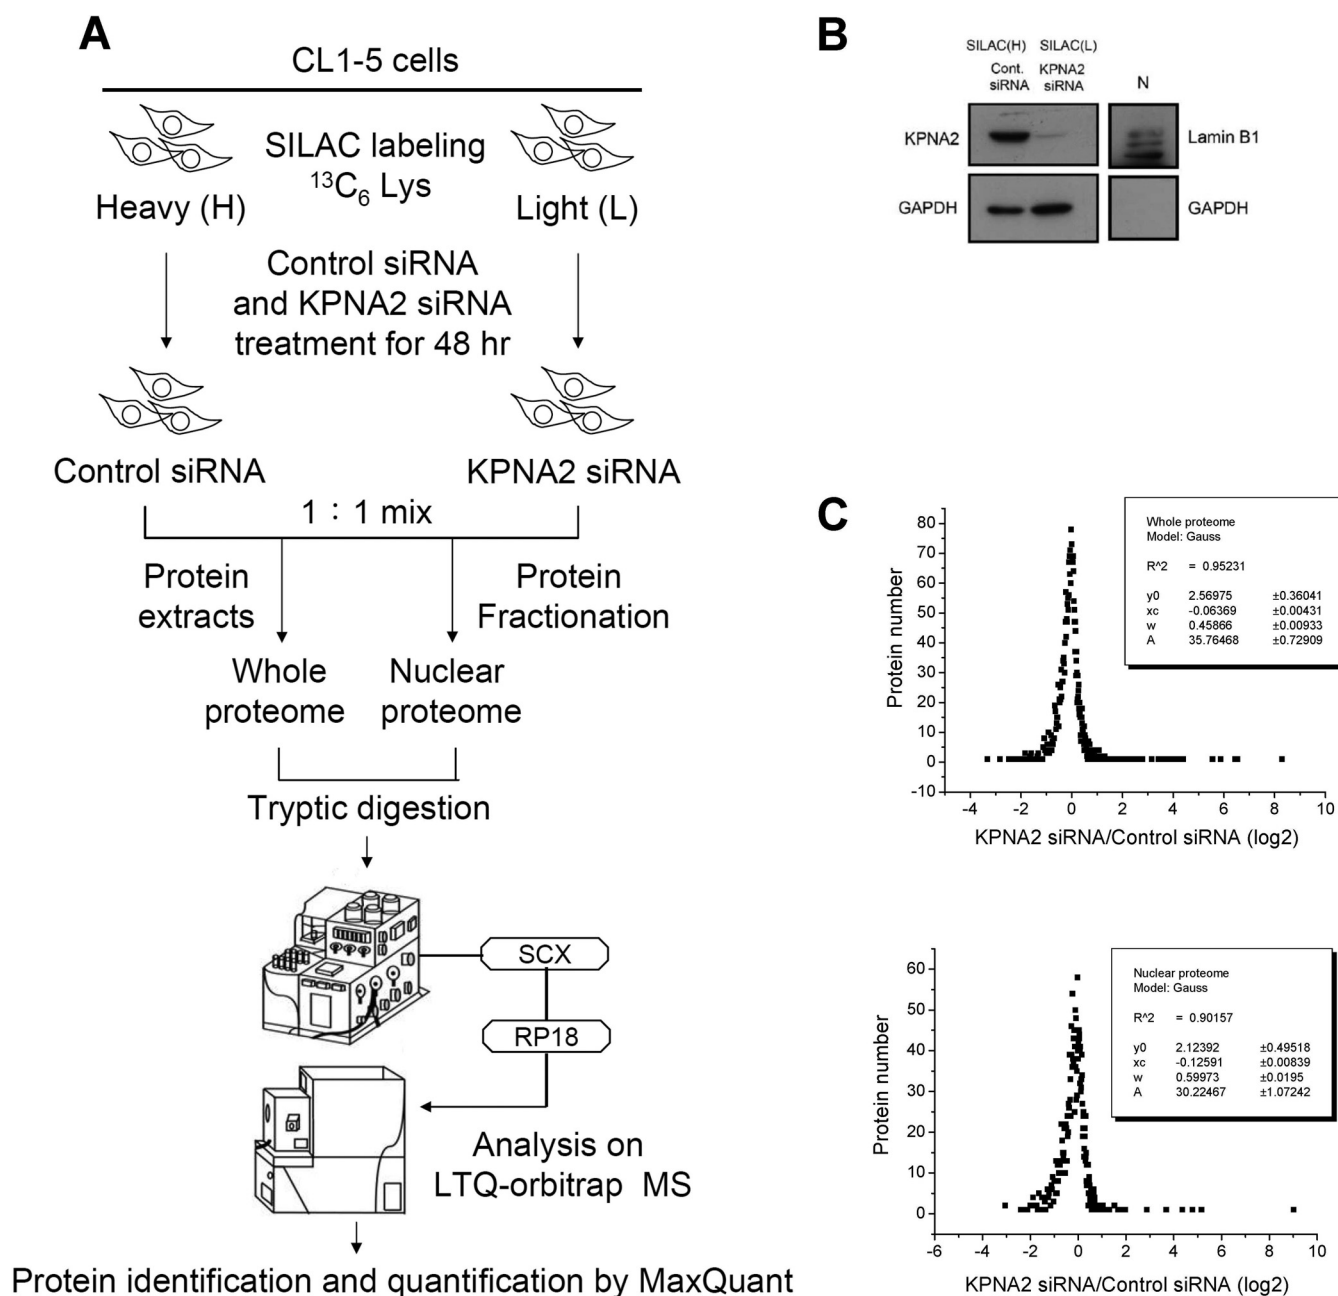 A
CL1-5 cells
SILAC labeling
¹³C₆ Lys
Heavy (H)
Light (L)
Control siRNA
and KPNA2 siRNA
treatment for 48 hr
Control siRNA
KPNA2 siRNA
1 : 1 mix
Protein
extracts
Protein
Fractionation
Whole
proteome
Nuclear
proteome
Tryptic digestion
SCX
RP18
Analysis on
LTQ-orbitrap MS
Protein identification and quantification by MaxQuant
B
SILAC(H) SILAC(L)
Cont.
siRNA
KPNA2
siRNA
N
KPNA2
Lamin B1
GAPDH
GAPDH
C
Protein number
80
70
60
50
40
30
20
10
0
-10
-4 -2 0 2 4 6 8 10
KPNA2 siRNA/Control siRNA (log2)
Whole proteome
Model: Gauss
R^2 = 0.95231
y0 2.56975 ±0.36041
xc -0.06369 ±0.00431
w 0.45866 ±0.00933
A 35.76468 ±0.72909
Protein number
60
50
40
30
20
10
0
-6 -4 -2 0 2 4 6 8 10
KPNA2 siRNA/Control siRNA (log2)
Nuclear proteome
Model: Gauss
R^2 = 0.90157
y0 2.12392 ±0.49518
xc -0.12591 ±0.00839
w 0.59973 ±0.0195
A 30.22467 ±1.07242